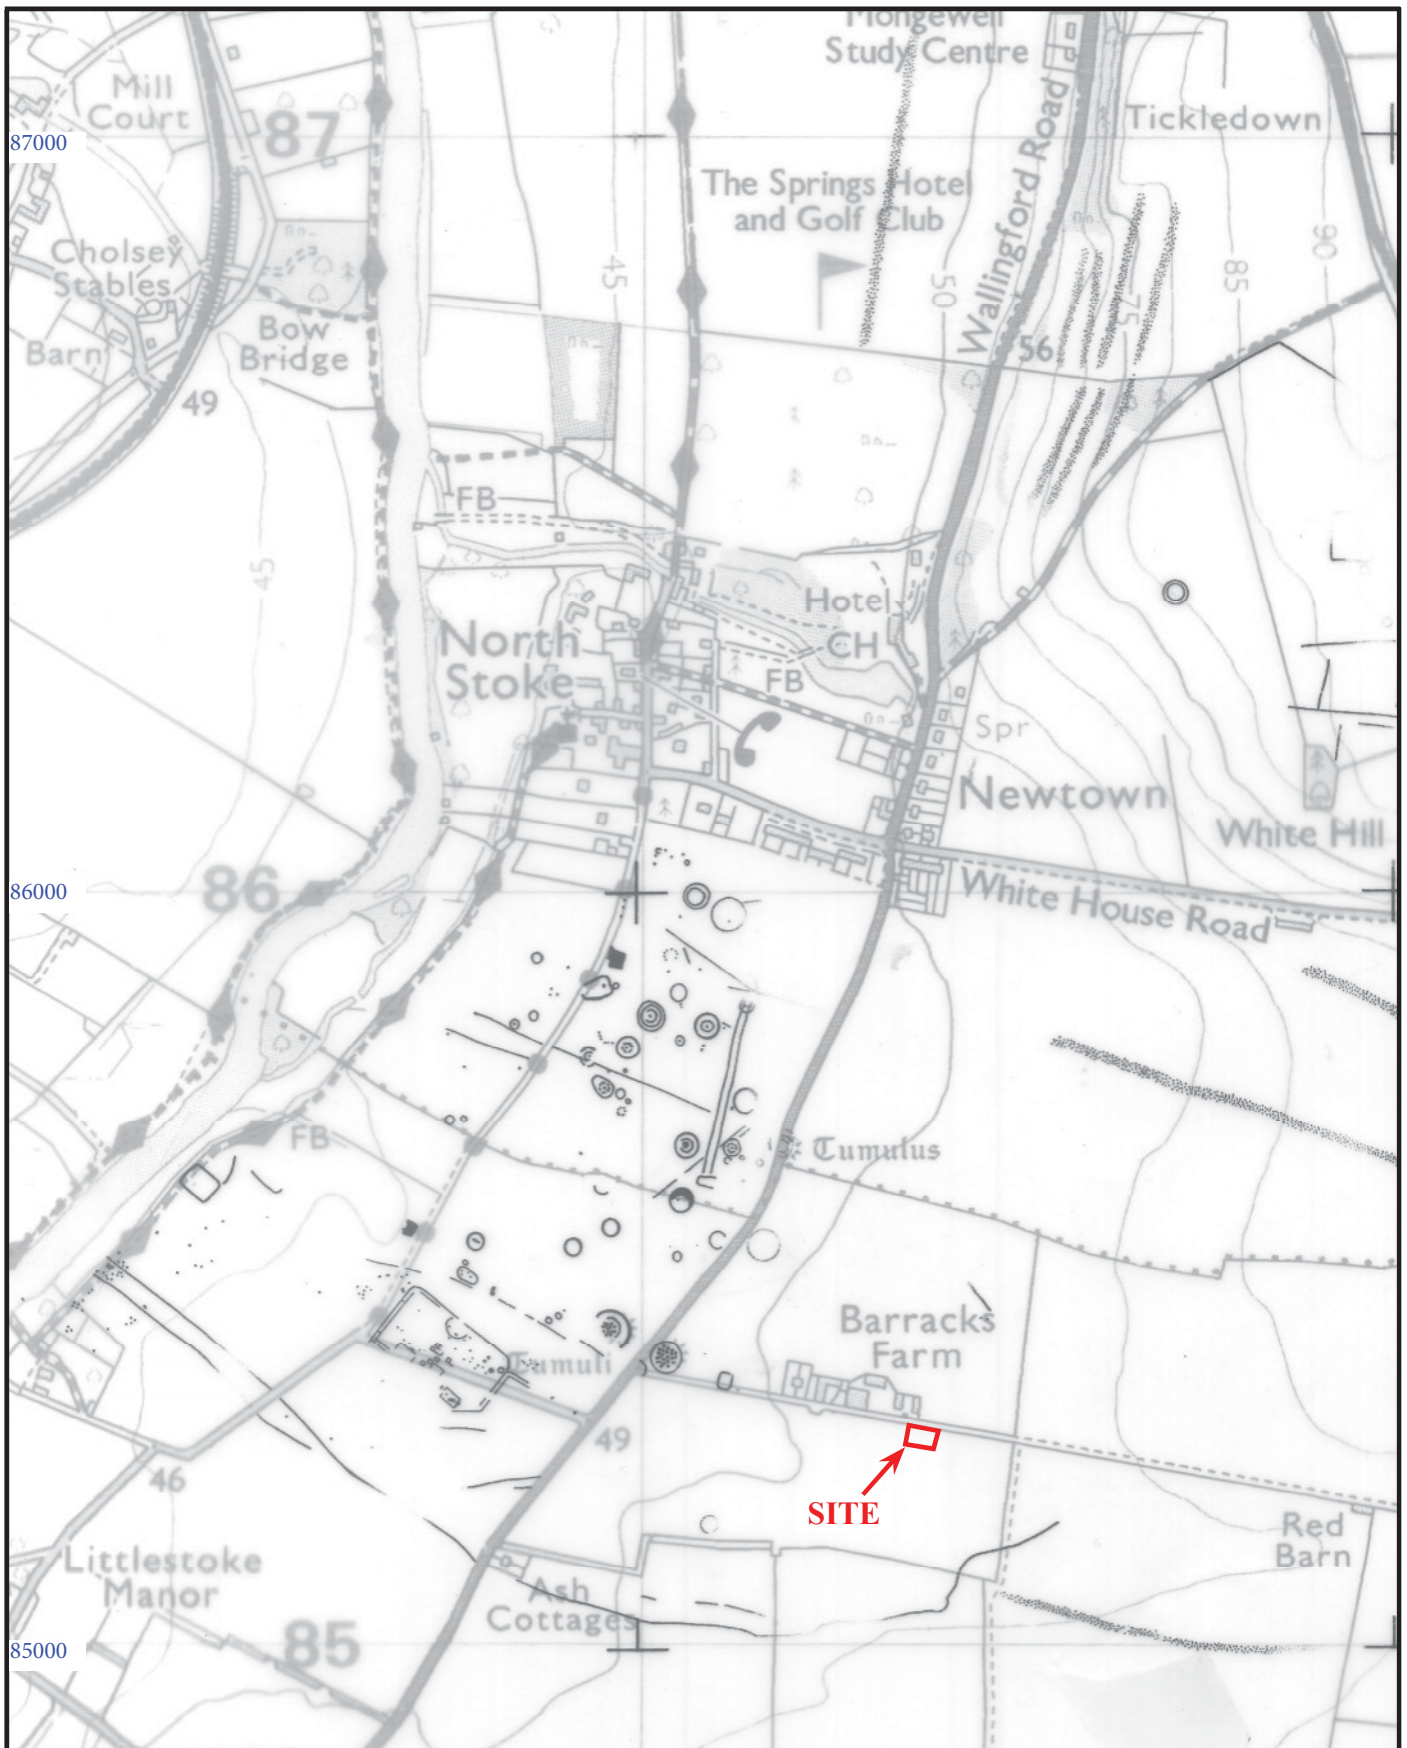 Mongewell
Study Centre
Mill
Court
87
87000
Tickledown
Wallingford Road
The Springs Hotel
and Golf Club
Cholsey
Stables
45
50
75
85
90
Barn
Bow
Bridge
56
49
FB
45
Hotel
CH
North
Stoke
FB
Spr
Newtown
White Hill
86
86000
White House Road
FB
Tumulus
Barracks
Farm
Tumuli
49
46
SITE
Red
Barn
Littlestoke
Manor
Ash
Cottages
85
85000